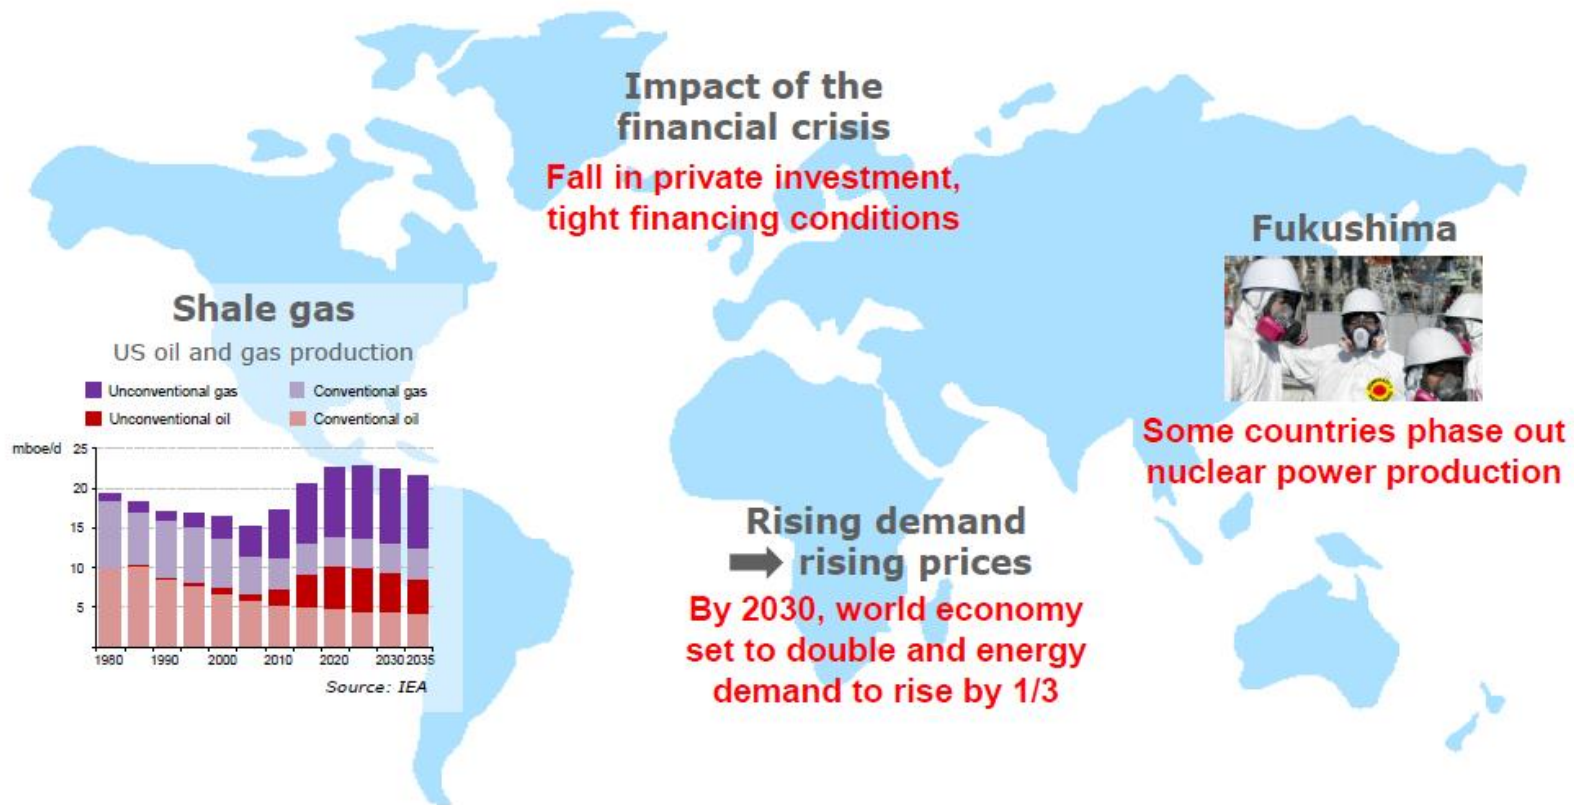 Impact of the
financial crisis
Fall in private investment,
tight financing conditions
Fukushima
Some countries phase out
nuclear power production
Shale gas
US oil and gas production
Unconventional gas
Conventional gas
Unconventional oil
Conventional oil
mboe/d
25
20
15
10
5
1980 1990 2000 2010 2020 2030 2035
Source: IEA
Rising demand
rising prices
By 2030, world economy
set to double and energy
demand to rise by 1/3